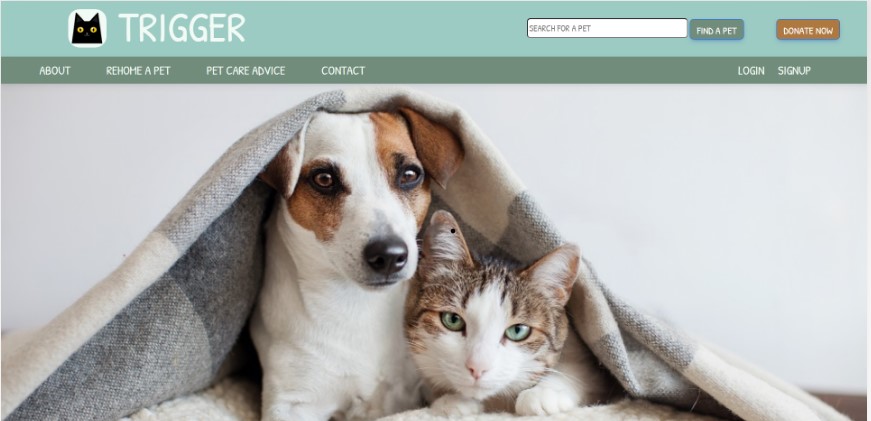 TRIGGER
SEARCH FOR A PET
FIND A PET
DONATE NOW
ABOUT
REHOME A PET
PET CARE ADVICE
CONTACT
LOGIN
SIGNUP